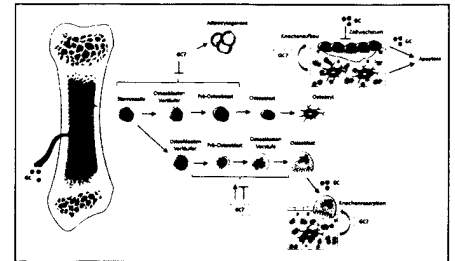 Adipozytogenese
GC?
Knochenaufbau
GC
Zellwachstum
GC?
Apoptose
Stammzelle
Osteoblasten
Vorläufer
Prä-Osteoblast
Osteoblast
Osteozyt
Osteoklasten
Vorläufer
Prä-Osteoklast
Osteoklasten
Osteoklast
GC
GC
GC?
Knochenresorption
GC?